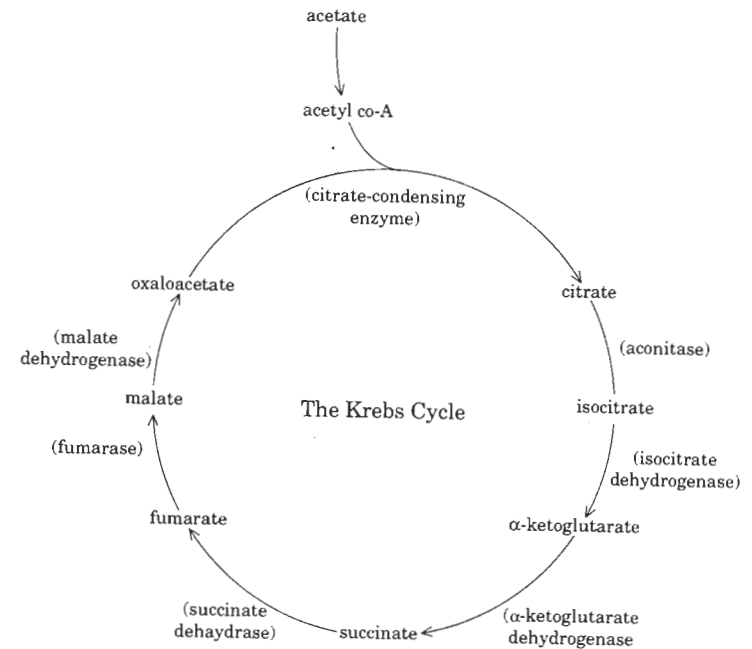 acetate
acetyl co-A
(citrate-condensing
enzyme)
oxaloacetate
citrate
(malate
dehydrogenase)
(aconitase)
malate
The Krebs Cycle
isocitrate
(fumarase)
(isocitrate
dehydrogenase)
fumarate
α-ketoglutarate
(succinate
dehaydrase)
succinate
(α-ketoglutarate
dehydrogenase